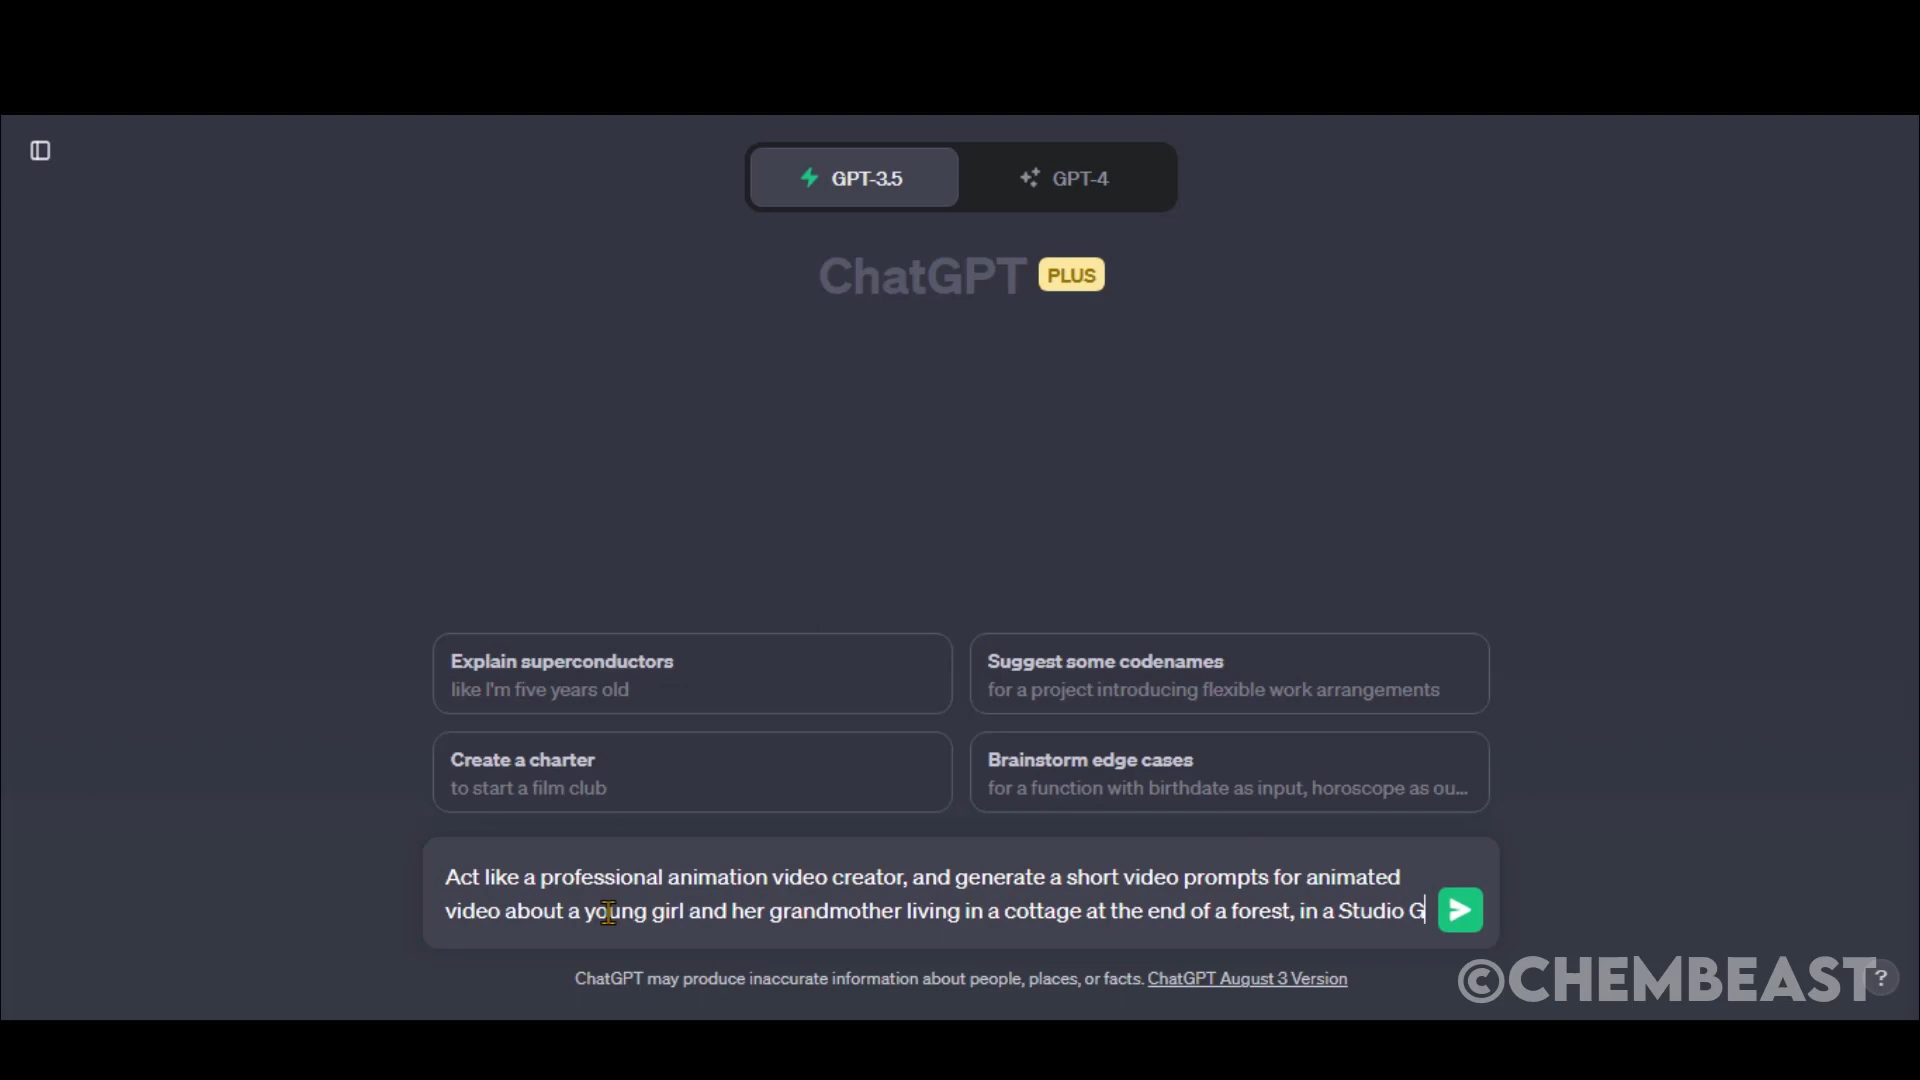 GPT-3.5
GPT-4
ChatGPT PLUS
Explain superconductors
like I'm five years old
Suggest some codenames
for a project introducing flexible work arrangements
Create a charter
to start a film club
Brainstorm edge cases
for a function with birthdate as input, horoscope as ou...
Act like a professional animation video creator, and generate a short video prompts for animated
video about a young girl and her grandmother living in a cottage at the end of a forest, in a Studio G
ChatGPT may produce inaccurate information about people, places, or facts. ChatGPT August 3 Version
©CHEMBEAST
?